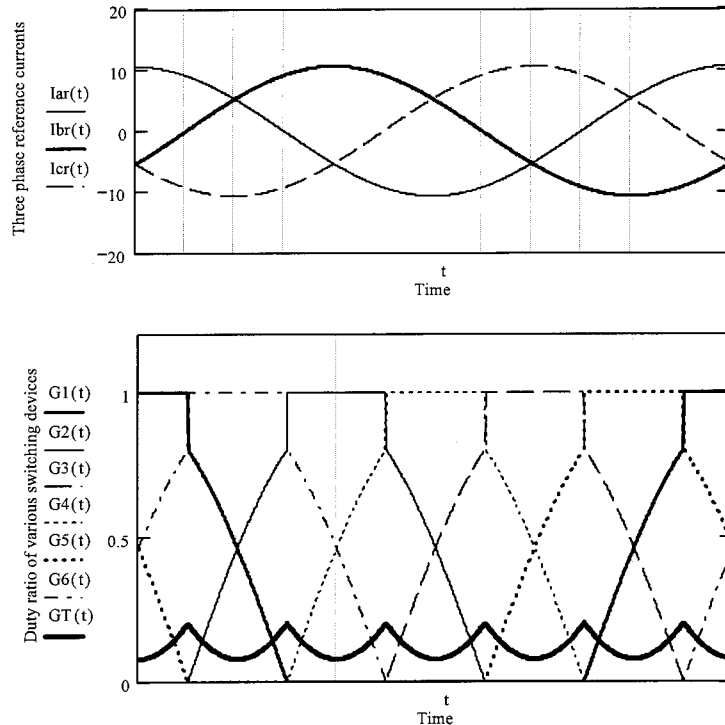 Three phase reference currents
Iar(t)
Ibr(t)
Icr(t)
20
10
0
−10
−20
t
Time
Duty ratio of various switching devices
G1(t)
G2(t)
G3(t)
G4(t)
G5(t)
G6(t)
GT(t)
1
0.5
0
t
Time